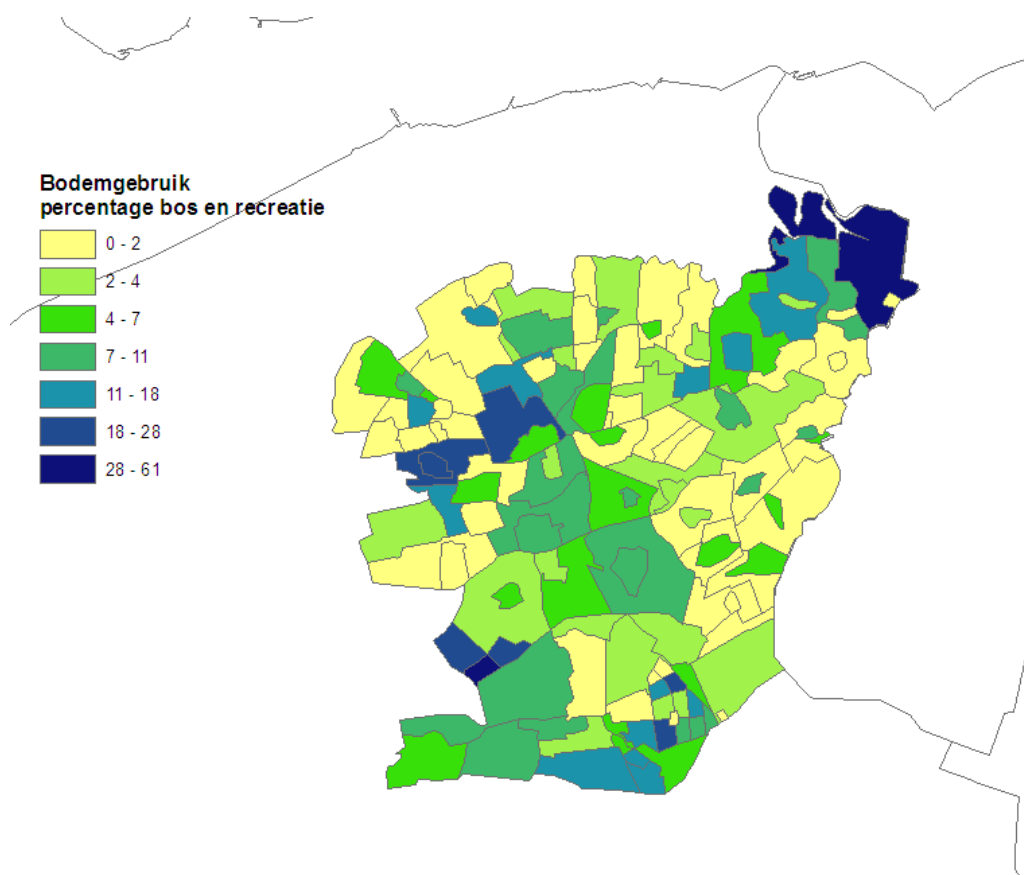 Bodemgebruik
percentage bos en recreatie
0 - 2
2 - 4
4 - 7
7 - 11
11 - 18
18 - 28
28 - 61